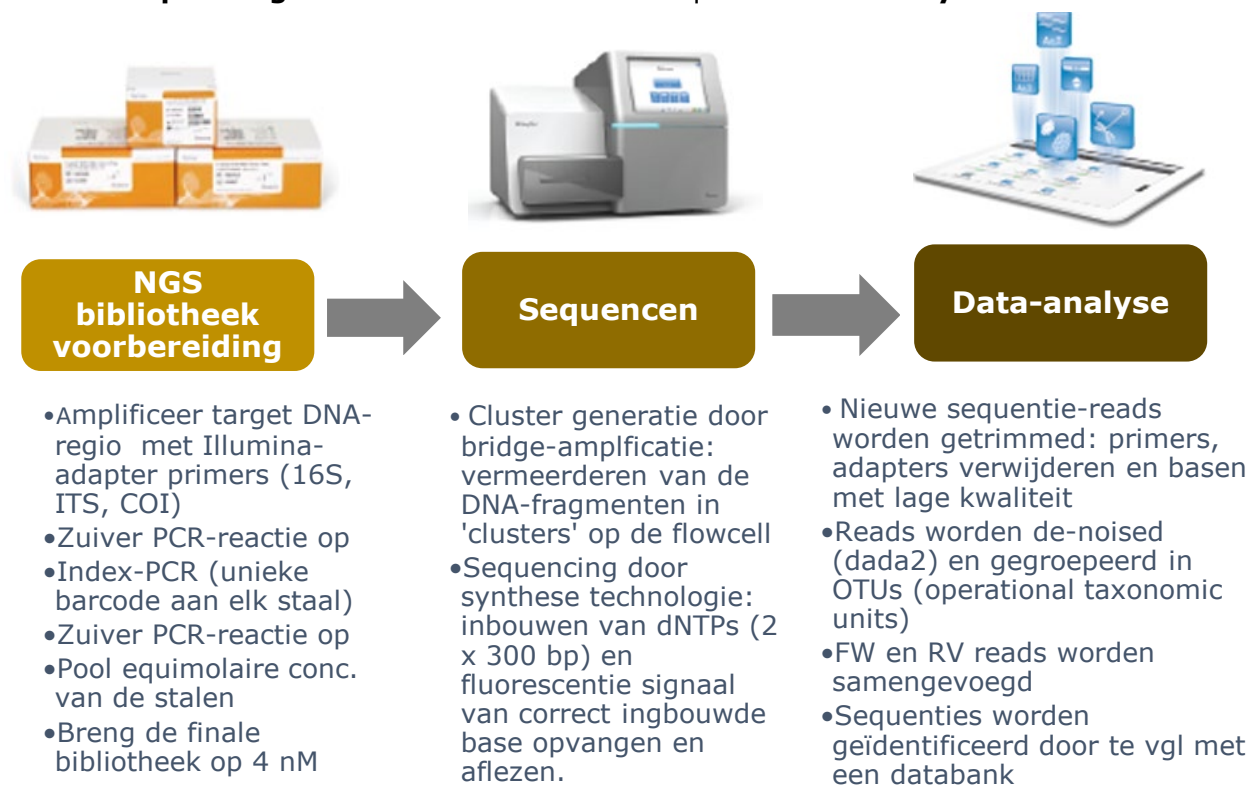 NGS
bibliotheek
voorbereiding
Sequencen
Data-analyse
•Amplificeer target DNA-
regio met Illumina-
adapter primers (16S,
ITS, COI)
•Zuiver PCR-reactie op
•Index-PCR (unieke
barcode aan elk staal)
•Zuiver PCR-reactie op
•Pool equimolaire conc.
van de stalen
•Breng de finale
bibliotheek op 4 nM
• Cluster generatie door
bridge-amplficatie:
vermeerderen van de
DNA-fragmenten in
'clusters' op de flowcell
•Sequencing door
synthese technologie:
inbouwen van dNTPs (2
x 300 bp) en
fluorescentie signaal
van correct ingbouwde
base opvangen en
aflezen.
• Nieuwe sequentie-reads
worden getrimmed: primers,
adapters verwijderen en basen
met lage kwaliteit
•Reads worden de-noised
(dada2) en gegroepeerd in
OTUs (operational taxonomic
units)
•FW en RV reads worden
samengevoegd
•Sequenties worden
geïdentificeerd door te vgl met
een databank